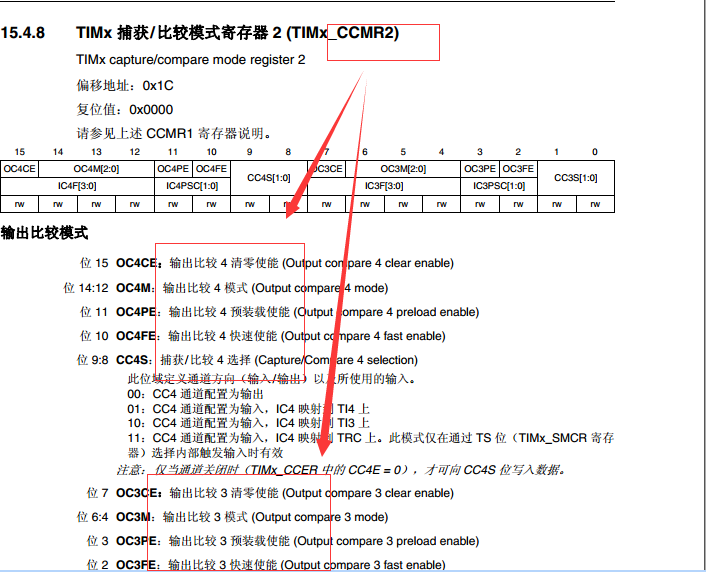 15.4.8 TIMx 捕获/比较模式寄存器 2 (TIMx_CCMR2)
TIMx capture/compare mode register 2
偏移地址：0x1C
复位值：0x0000
请参见上述 CCMR1 寄存器说明。
15 14 13 12 11 10 9 8 7 6 5 4 3 2 1 0
OC4CE OC4M[2:0] OC4PE OC4FE CC4S[1:0] OC3CE OC3M[2:0] OC3PE OC3FE CC3S[1:0]
IC4F[3:0] IC4PSC[1:0] IC3F[3:0] IC3PSC[1:0]
rw rw rw rw rw rw rw rw rw rw rw rw rw rw rw rw
输出比较模式
位 15 OC4CE：输出比较 4 清零使能 (Output compare 4 clear enable)
位 14:12 OC4M：输出比较 4 模式 (Output compare 4 mode)
位 11 OC4PE：输出比较 4 预装载使能 (Output compare 4 preload enable)
位 10 OC4FE：输出比较 4 快速使能 (Output compare 4 fast enable)
位 9:8 CC4S：捕获/比较 4 选择 (Capture/Compare 4 selection)
此位域定义通道方向（输入/输出）以及所使用的输入。
00：CC4 通道配置为输出
01：CC4 通道配置为输入，IC4 映射到 TI4 上
10：CC4 通道配置为输入，IC4 映射到 TI3 上
11：CC4 通道配置为输入，IC4 映射到 TRC 上。此模式仅在通过 TS 位（TIMx_SMCR 寄存
器）选择内部触发输入时有效
注意：仅当通道关闭时（TIMx_CCER 中的 CC4E = 0），才可向 CC4S 位写入数据。
位 7 OC3CE：输出比较 3 清零使能 (Output compare 3 clear enable)
位 6:4 OC3M：输出比较 3 模式 (Output compare 3 mode)
位 3 OC3PE：输出比较 3 预装载使能 (Output compare 3 preload enable)
位 2 OC3FE：输出比较 3 快速使能 (Output compare 3 fast enable)